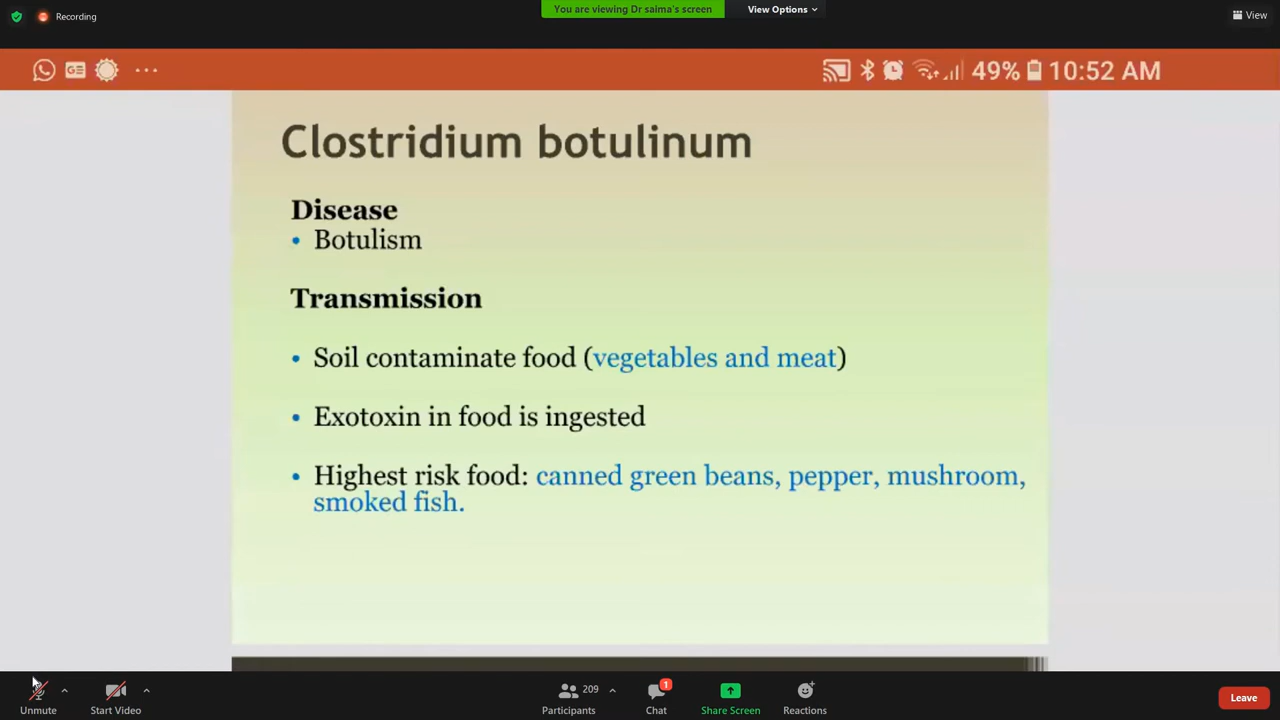 Recording
You are viewing Dr saima's screen
View Options
View
49%
10:52 AM
Clostridium botulinum
Disease
• Botulism
Transmission
• Soil contaminate food (vegetables and meat)
• Exotoxin in food is ingested
• Highest risk food: canned green beans, pepper, mushroom,
smoked fish.
Unmute
Start Video
209
Participants
1
Chat
Share Screen
Reactions
Leave